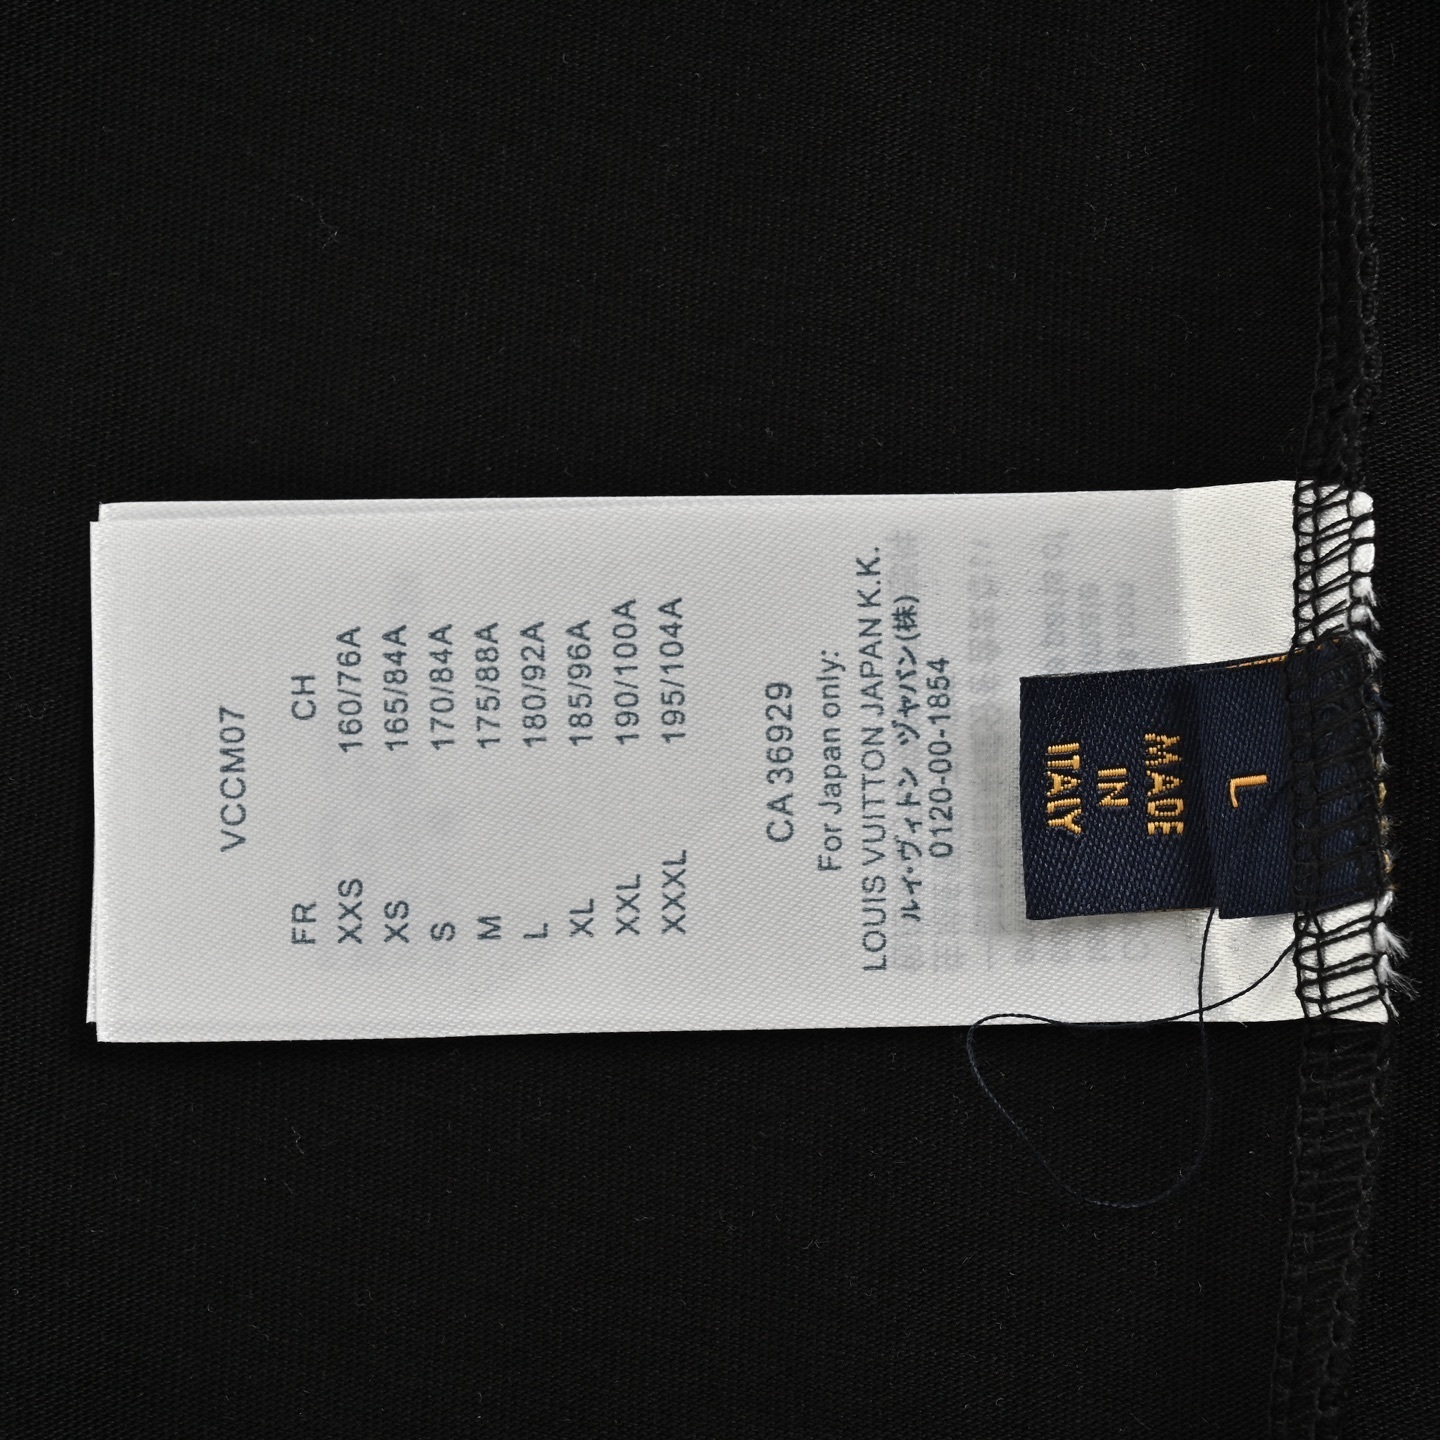 VCCM07
FR CH
XXS 160/76A
XS 165/84A
S 170/84A
M 175/88A
L 180/92A
XL 185/96A
XXL 190/100A
XXXL 195/104A
CA 36929
For Japan only:
LOUIS VUITTON JAPAN K.K.
ルイ・ヴィトン ヅャパン(株)
0120-00-1854
L
MADE
IN
ITALY